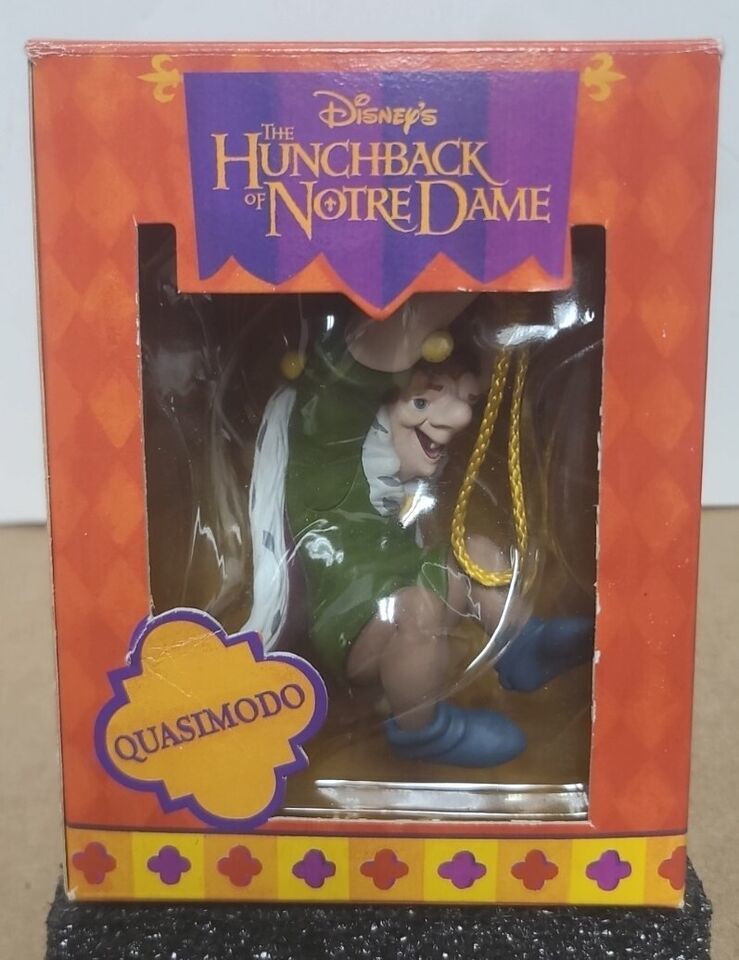 DISNEY'S
THE
HUNCHBACK
OF NOTRE DAME
QUASIMODO